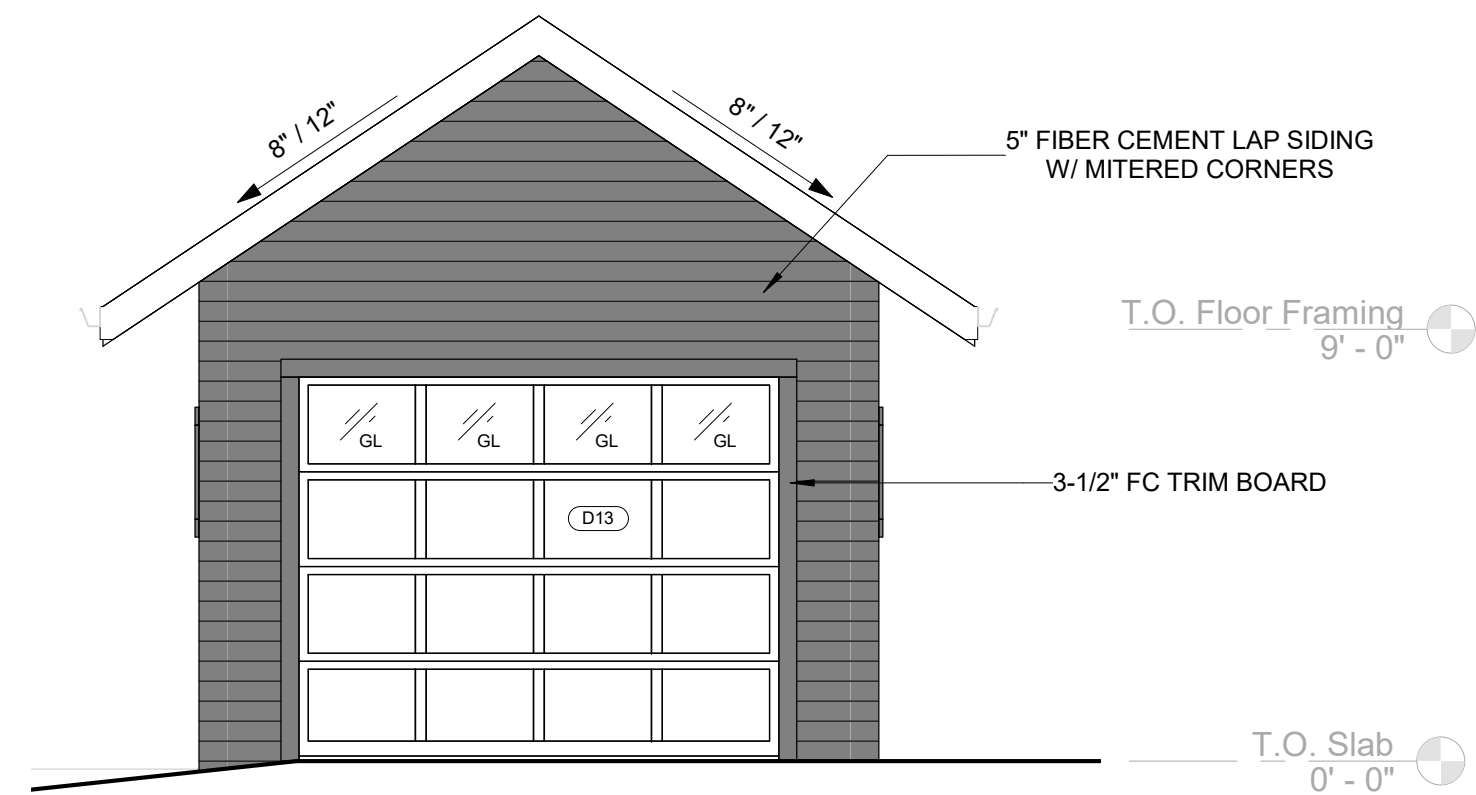 8" / 12"
8" / 12"
5" FIBER CEMENT LAP SIDING
W/ MITERED CORNERS
T.O. Floor Framing
9' - 0"
GL
GL
GL
GL
3-1/2" FC TRIM BOARD
D13
T.O. Slab
0' - 0"